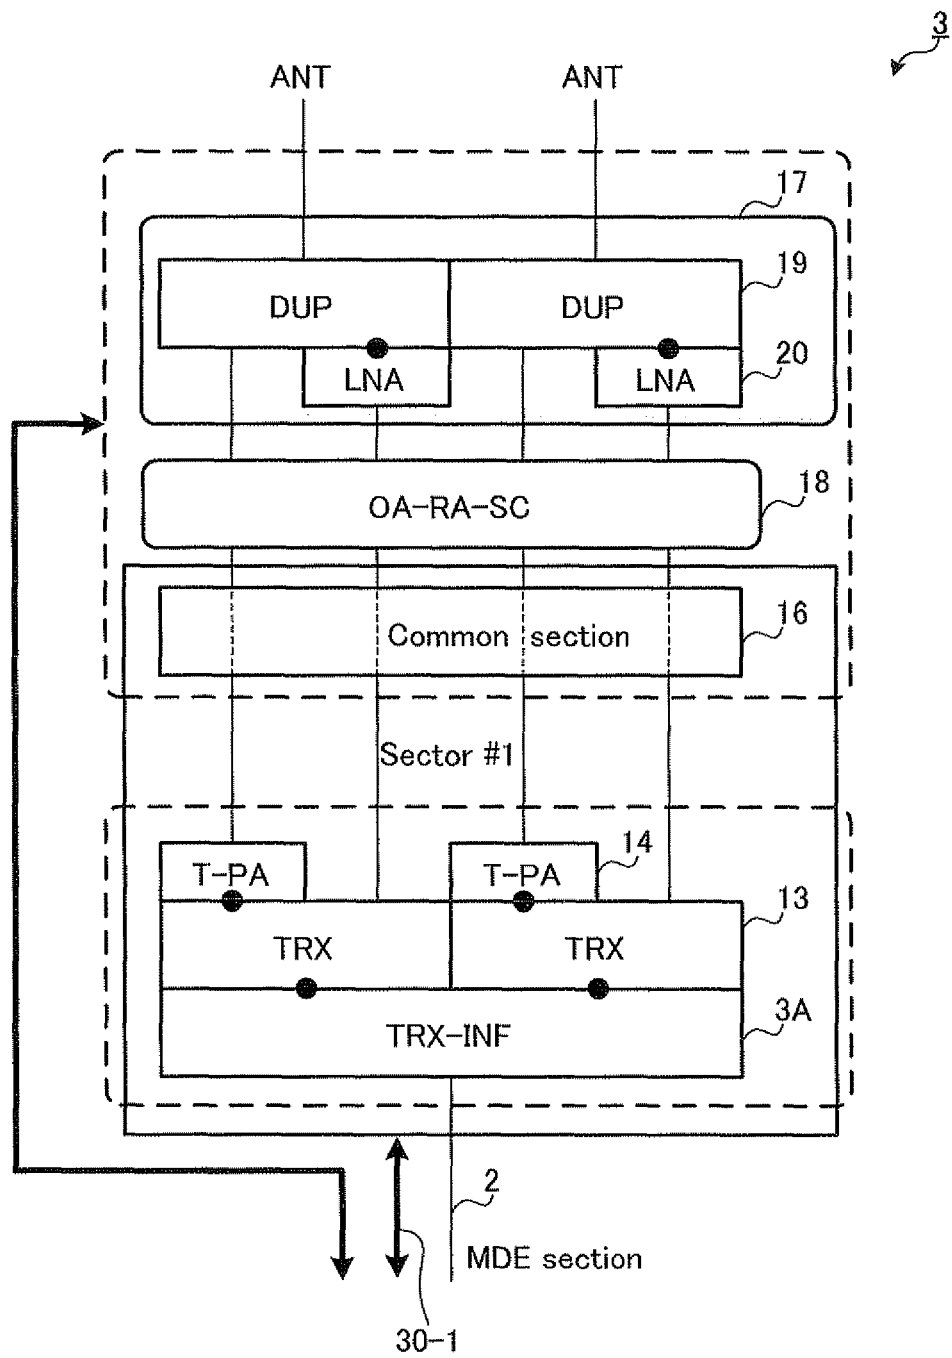 3
ANT
ANT
17
DUP
DUP
19
LNA
LNA
20
OA-RA-SC
18
Common section
16
Sector #1
T-PA
T-PA
14
TRX
TRX
13
TRX-INF
3A
2
MDE section
30-1